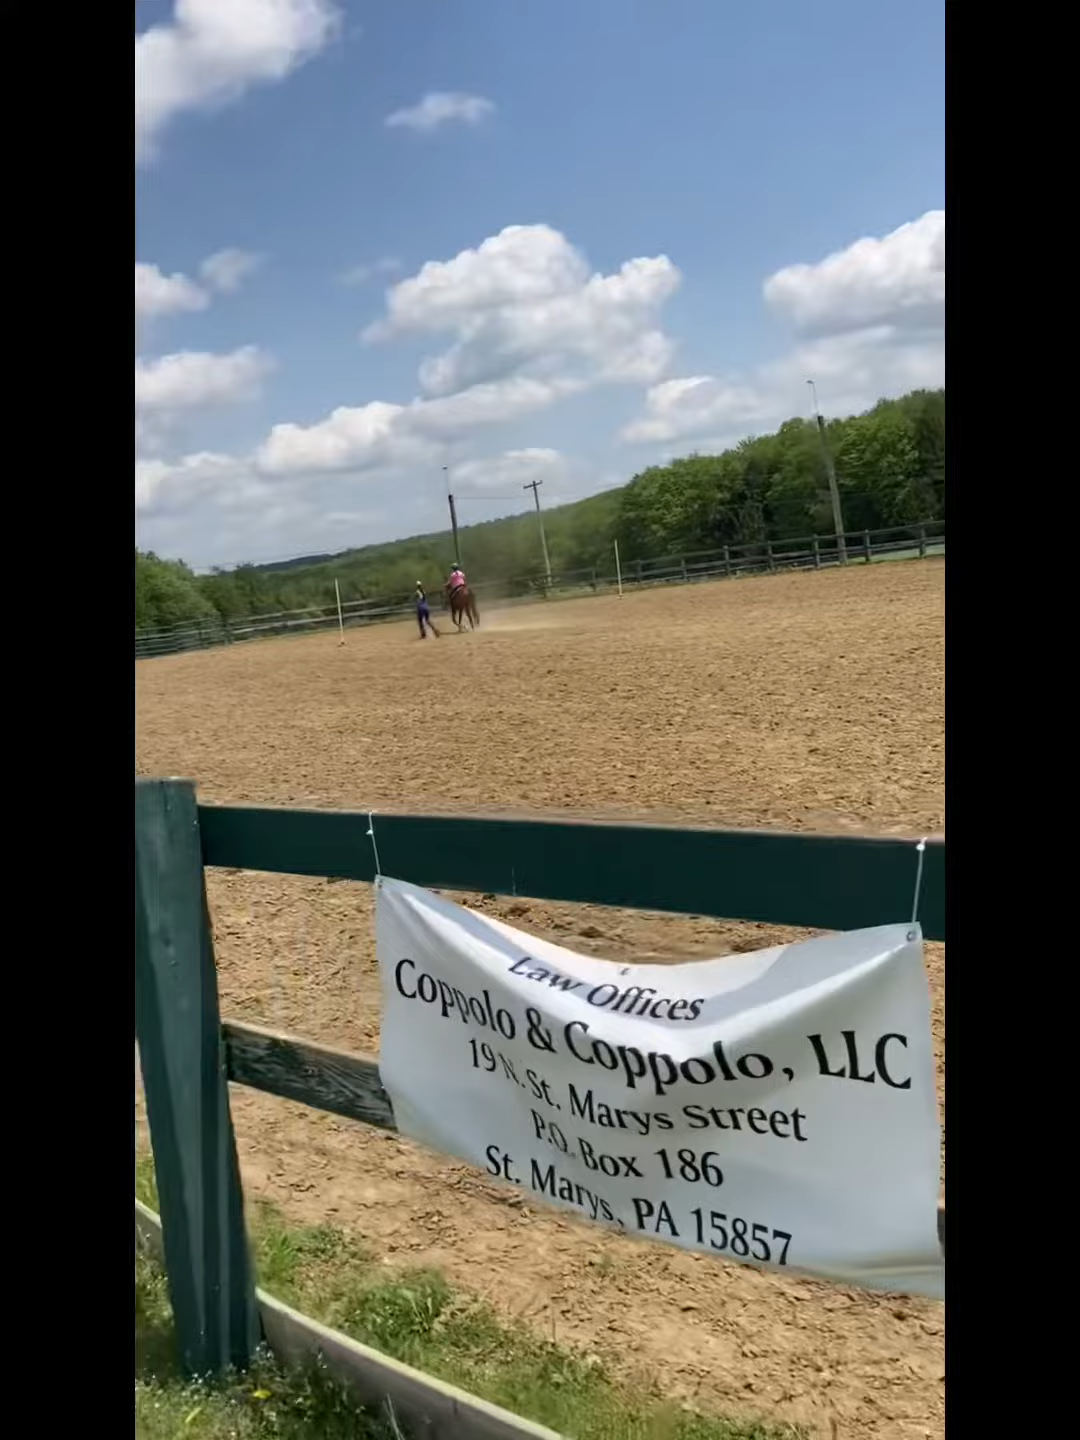 Law Offices
Coppolo & Coppolo, LLC
19 N. St. Marys Street
P.O. Box 186
St. Marys, PA 15857